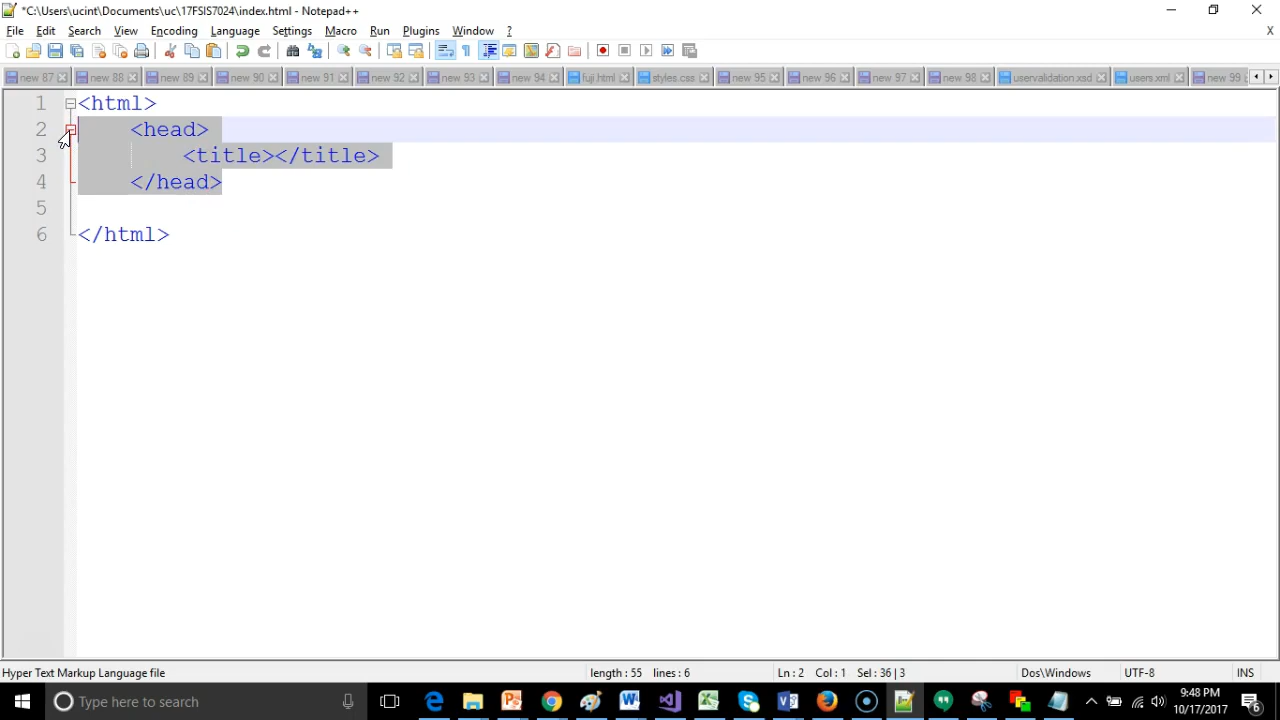 *C:\Users\ucint\Documents\uc\17FSIS7024\index.html - Notepad++
File Edit Search View Encoding Language Settings Macro Run Plugins Window ? X
new 87 new 88 new 89 new 90 new 91 new 92 new 93 new 94 fuji.html styles.css new 95 new 96 new 97 new 98 uservalidation.xsd users.xml new 99
1 <html>
2 <head>
3 <title></title>
4 </head>
5
6 </html>
Hyper Text Markup Language file length : 55 lines : 6 Ln : 2 Col : 1 Sel : 36 | 3 Dos\Windows UTF-8 INS
Type here to search
9:48 PM
10/17/2017
6